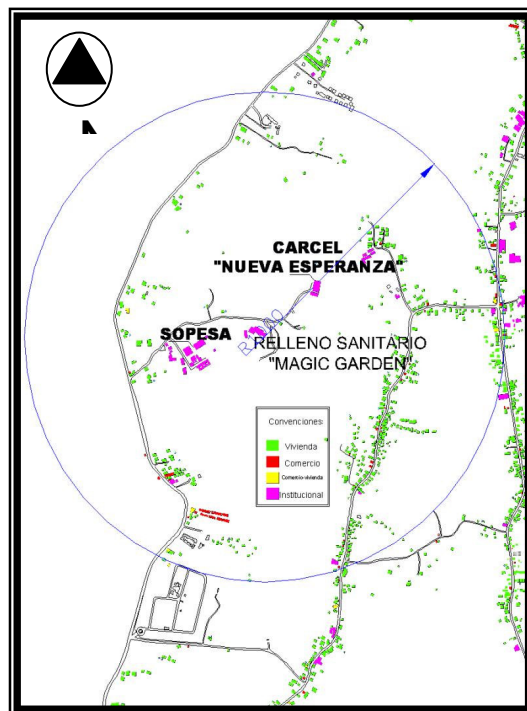 CARCEL
"NUEVA ESPERANZA"
SOPESA
RELLENO SANITARIO
"MAGIC GARDEN"
Convenciones
Vivienda
Comercio
Comercio-vivienda
Institucional